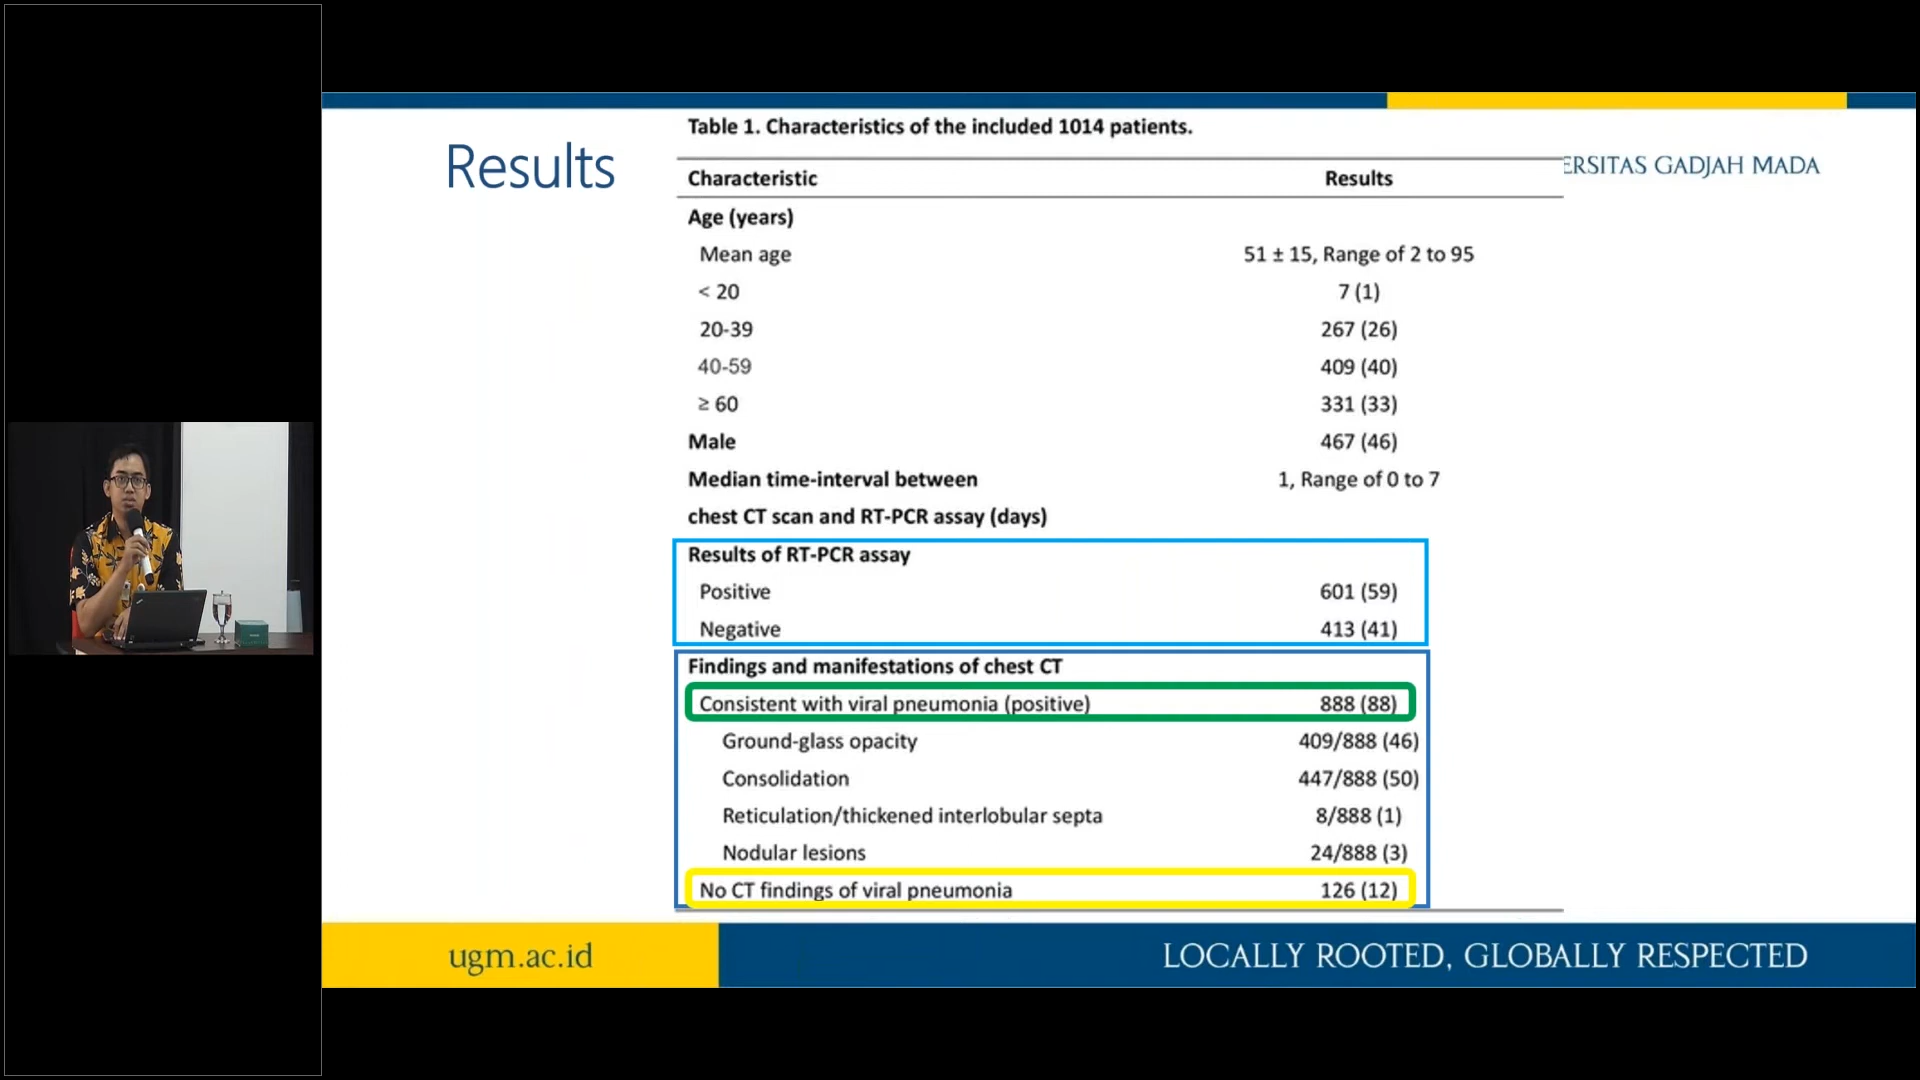 Results
ERSITAS GADJAH MADA
Table 1. Characteristics of the included 1014 patients.
Characteristic Results
Age (years)
Mean age 51 ± 15, Range of 2 to 95
< 20 7 (1)
20-39 267 (26)
40-59 409 (40)
≥ 60 331 (33)
Male 467 (46)
Median time-interval between 1, Range of 0 to 7
chest CT scan and RT-PCR assay (days)
Results of RT-PCR assay
Positive 601 (59)
Negative 413 (41)
Findings and manifestations of chest CT
Consistent with viral pneumonia (positive) 888 (88)
Ground-glass opacity 409/888 (46)
Consolidation 447/888 (50)
Reticulation/thickened interlobular septa 8/888 (1)
Nodular lesions 24/888 (3)
No CT findings of viral pneumonia 126 (12)
ugm.ac.id
LOCALLY ROOTED, GLOBALLY RESPECTED